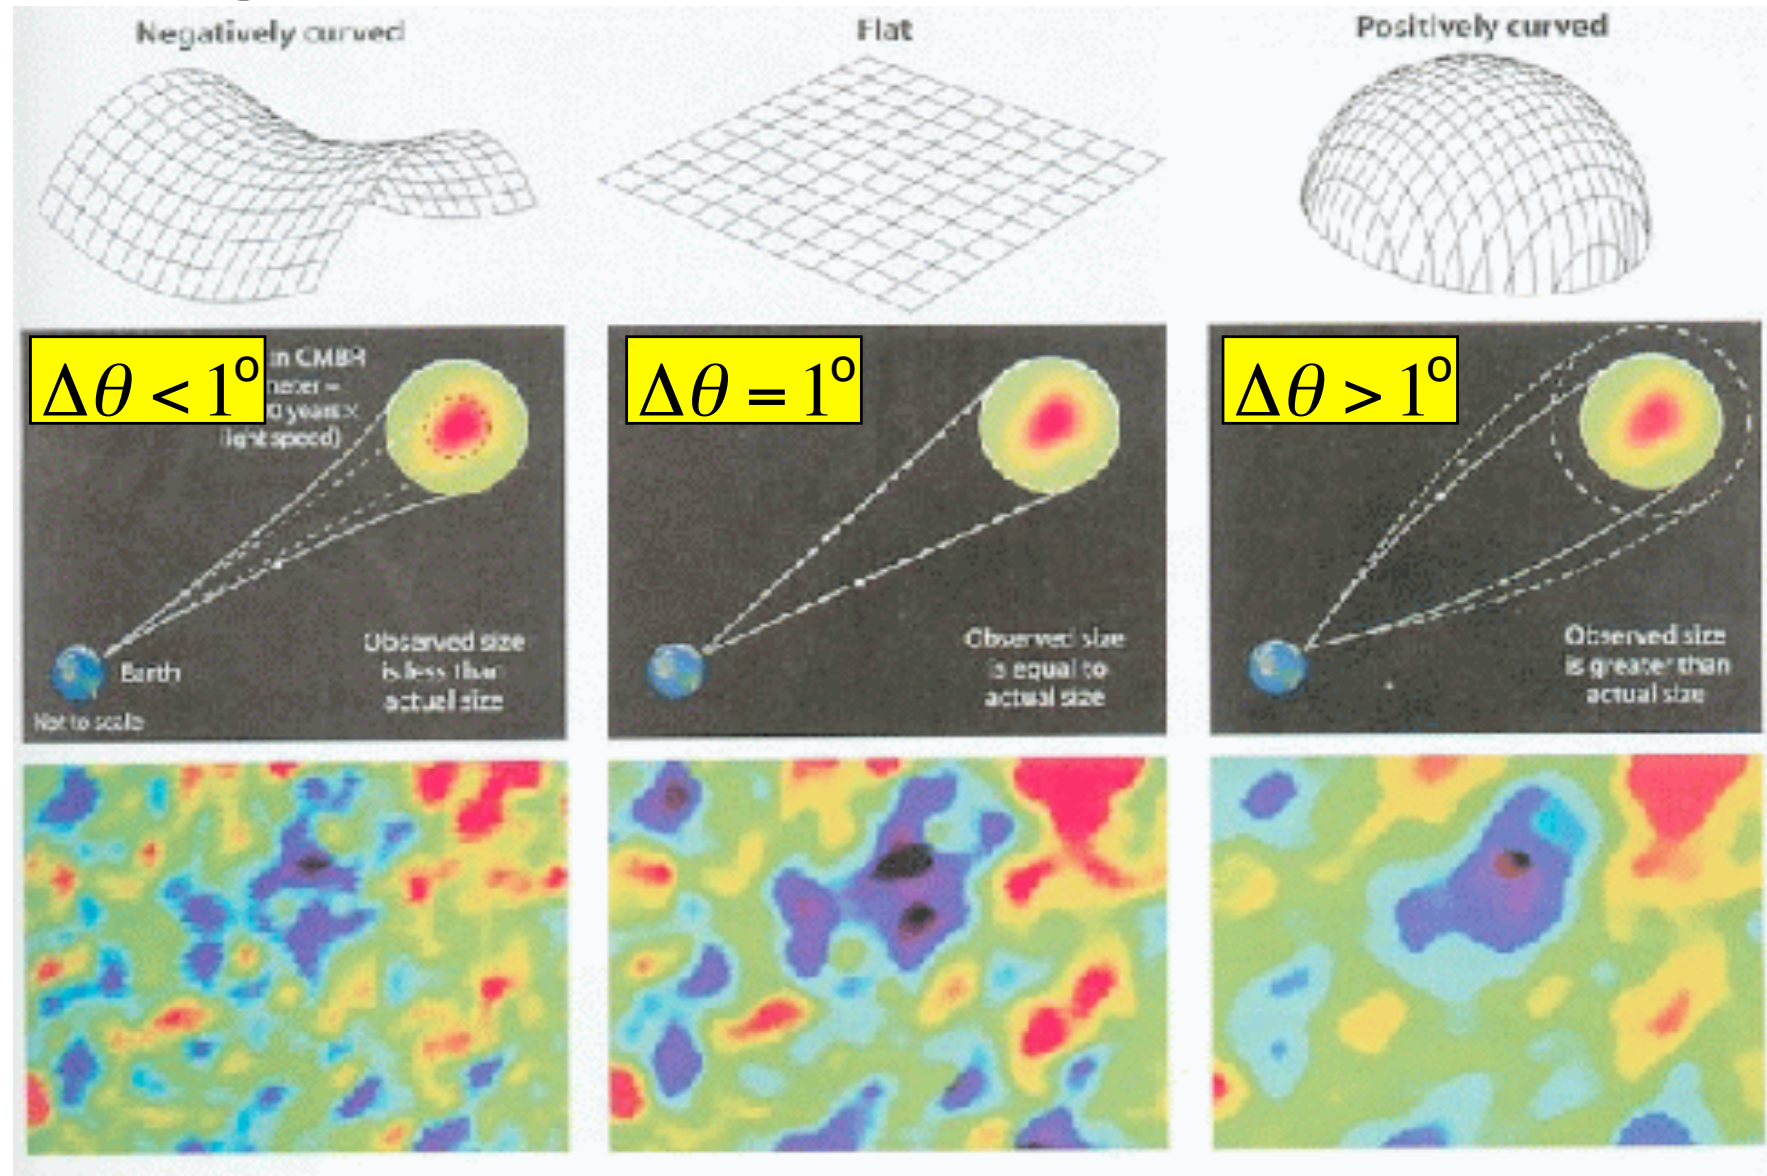 Negatively curved
Flat
Positively curved
Δθ < 1°
in CMBR
light speed)
Earth
Not to scale
Observed size
is less than
actual size
Δθ = 1°
Observed size
is equal to
actual size
Δθ > 1°
Observed size
is greater than
actual size